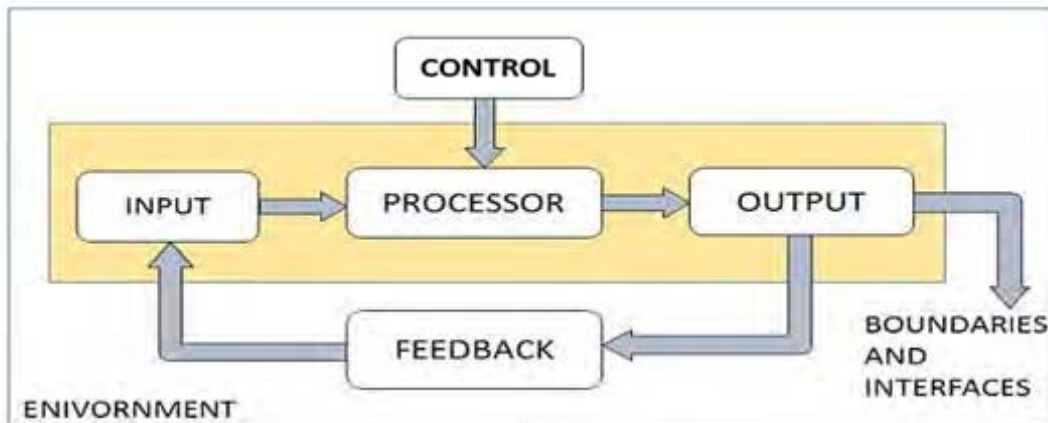 CONTROL
INPUT
PROCESSOR
OUTPUT
FEEDBACK
BOUNDARIES
AND
INTERFACES
ENIVORNMENT